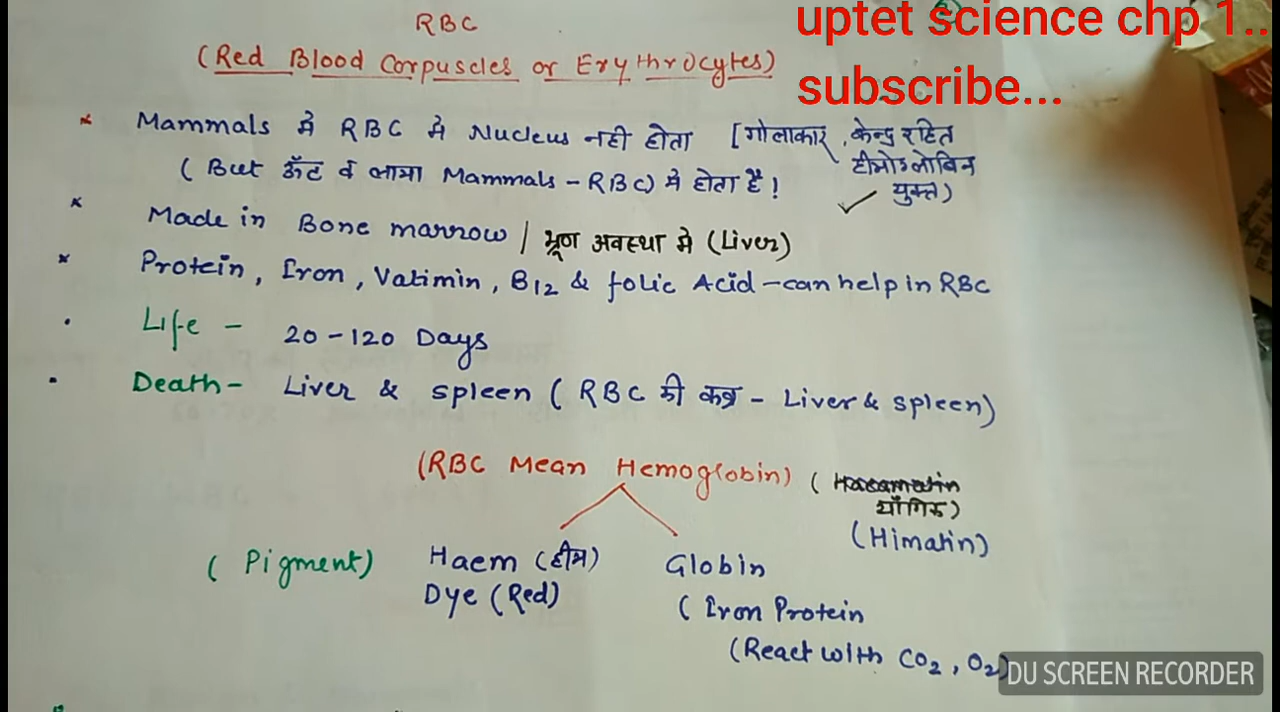 RBC
(Red Blood Corpuscles or Erythrocytes)
uptet science chp 1..
subscribe...
* Mammals मे RBC मे Nucleus नही होता [गोलाकार, केन्द्र रहित
हीमोग्लोबिन
युक्त)
( But ऊँट व लामा Mammals - RBC) मे होता है!
* Made in Bone marrow / भ्रूण अवस्था मे (Liver)
* Protein, Iron, Vatimin, B12 & folic Acid - can help in RBC
• Life - 20-120 Days
• Death - Liver & spleen ( RBC की कब्र - Liver & spleen)
(RBC Mean Hemoglobin) (
यौगिक)
(Himatin)
( Pigment) Haem (हीम) Globin
Dye (Red) ( Iron Protein
(React with CO2, O2)
DU SCREEN RECORDER